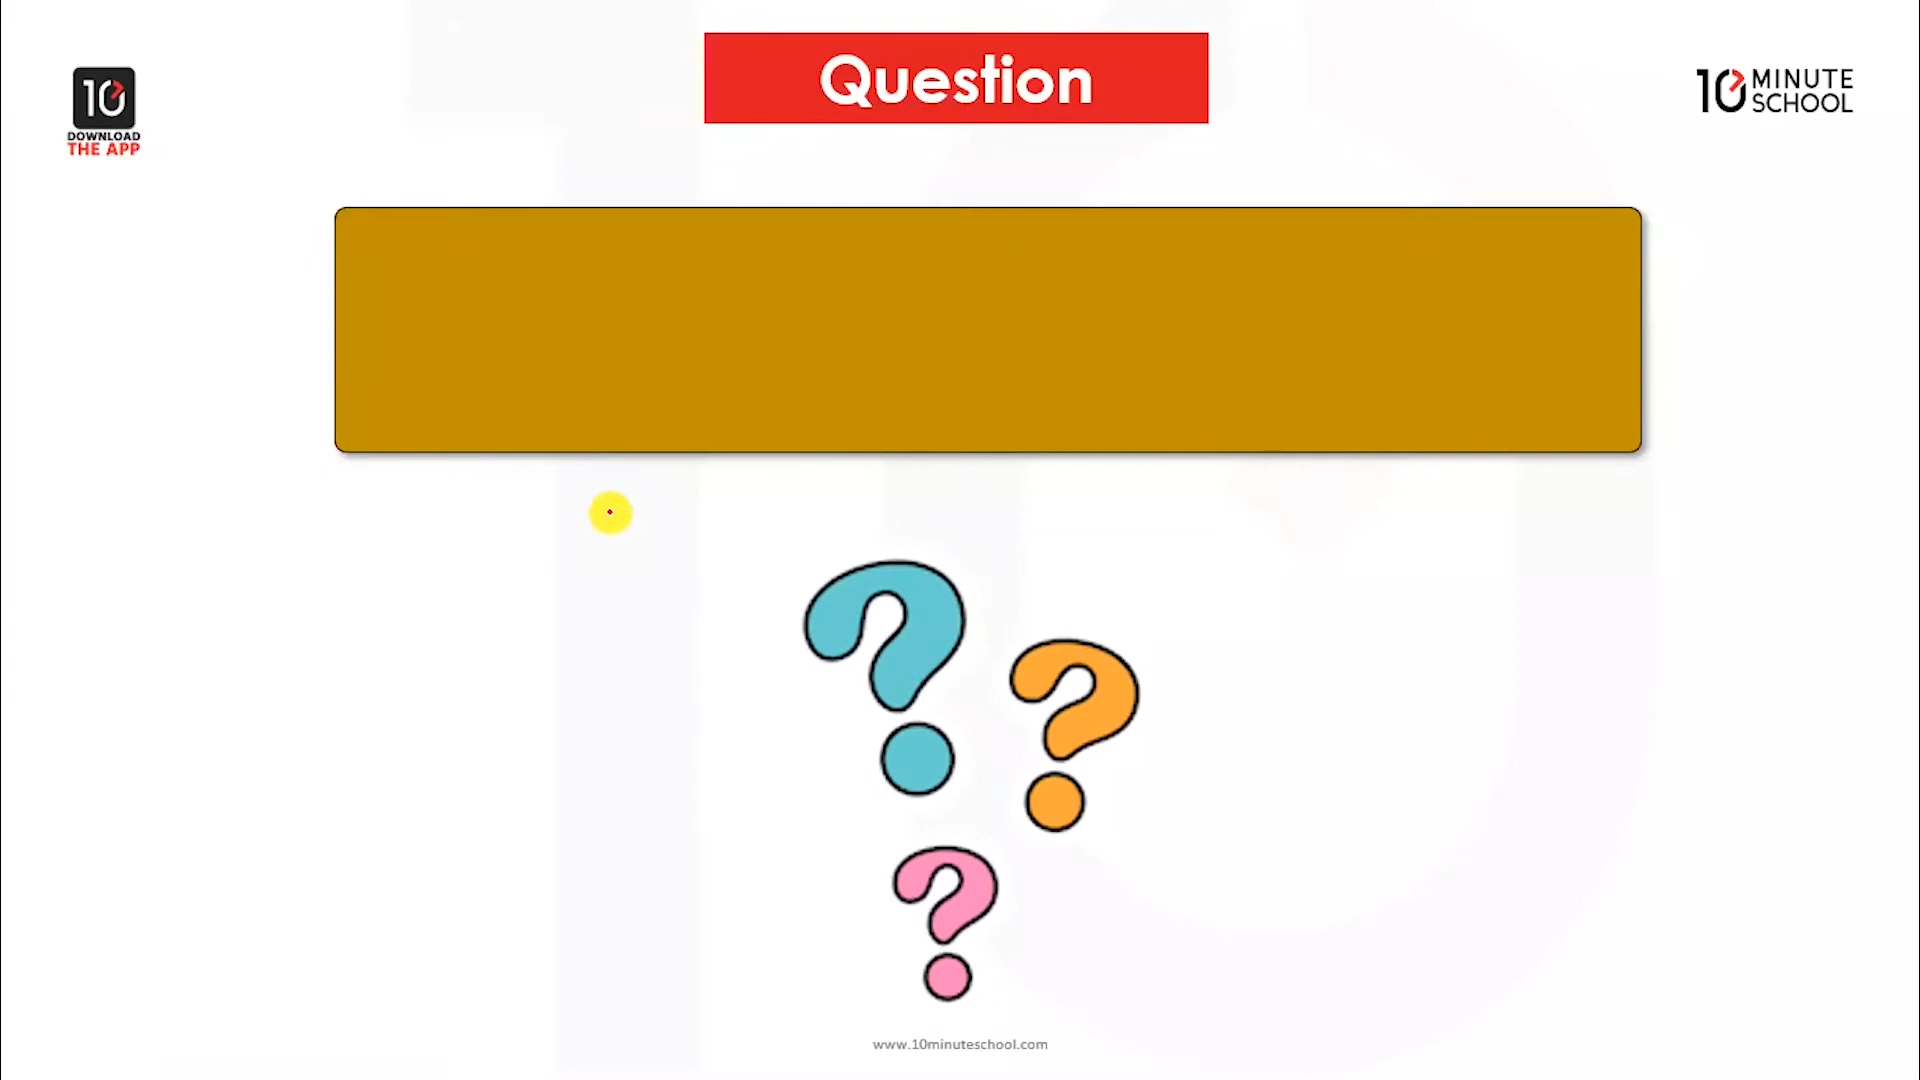 Question
10
DOWNLOAD
THE APP
10 MINUTE
SCHOOL
? ? ?
www.10minuteschool.com